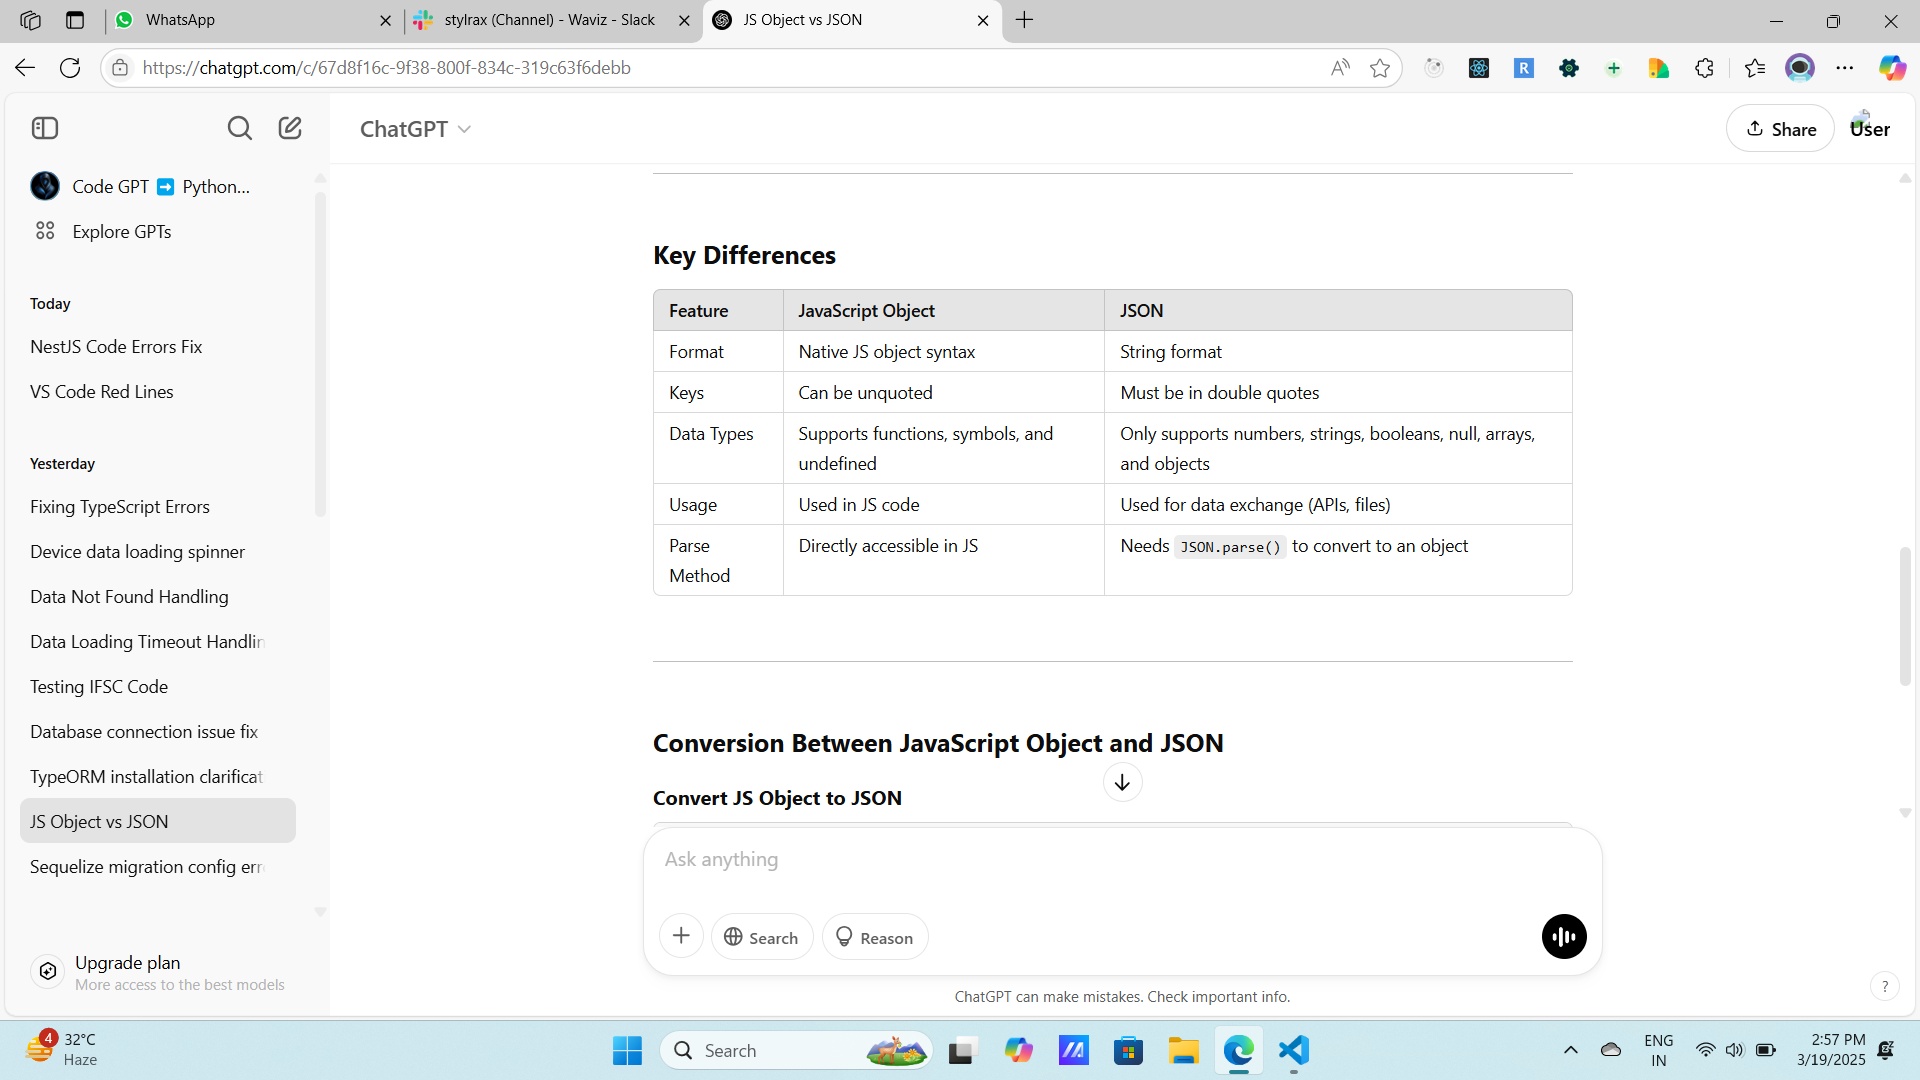 WhatsApp
stylrax (Channel) - Waviz - Slack
JS Object vs JSON
https://chatgpt.com/c/67d8f16c-9f38-800f-834c-319c63f6debb
ChatGPT
Share
User
Code GPT ➡️ Python...
Explore GPTs
Today
NestJS Code Errors Fix
VS Code Red Lines
Yesterday
Fixing TypeScript Errors
Device data loading spinner
Data Not Found Handling
Data Loading Timeout Handlin
Testing IFSC Code
Database connection issue fix
TypeORM installation clarificat
JS Object vs JSON
Sequelize migration config err
Upgrade plan
More access to the best models
Key Differences
Feature JavaScript Object JSON
Format Native JS object syntax String format
Keys Can be unquoted Must be in double quotes
Data Types Supports functions, symbols, and Only supports numbers, strings, booleans, null, arrays,
undefined and objects
Usage Used in JS code Used for data exchange (APIs, files)
Parse Directly accessible in JS Needs JSON.parse() to convert to an object
Method
Conversion Between JavaScript Object and JSON
Convert JS Object to JSON
Ask anything
Search
Reason
ChatGPT can make mistakes. Check important info.
?
4
32°C
Haze
Search
ENG
IN
2:57 PM
3/19/2025